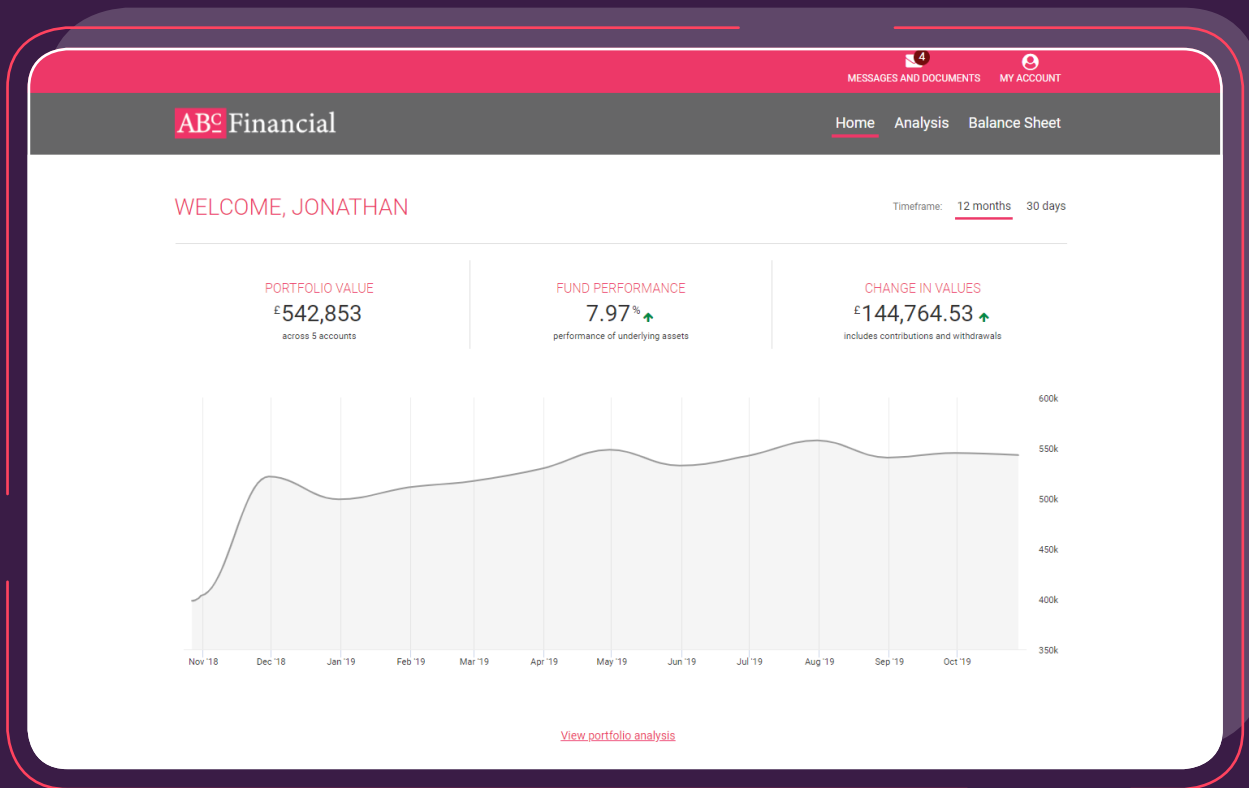 4
MESSAGES AND DOCUMENTS MY ACCOUNT
ABC Financial Home Analysis Balance Sheet
WELCOME, JONATHAN Timeframe: 12 months 30 days
PORTFOLIO VALUE FUND PERFORMANCE CHANGE IN VALUES
£542,853 7.97% £144,764.53
across 5 accounts performance of underlying assets includes contributions and withdrawals
600k
550k
500k
450k
400k
350k
Nov '18 Dec '18 Jan '19 Feb '19 Mar '19 Apr '19 May '19 Jun '19 Jul '19 Aug '19 Sep '19 Oct '19
View portfolio analysis